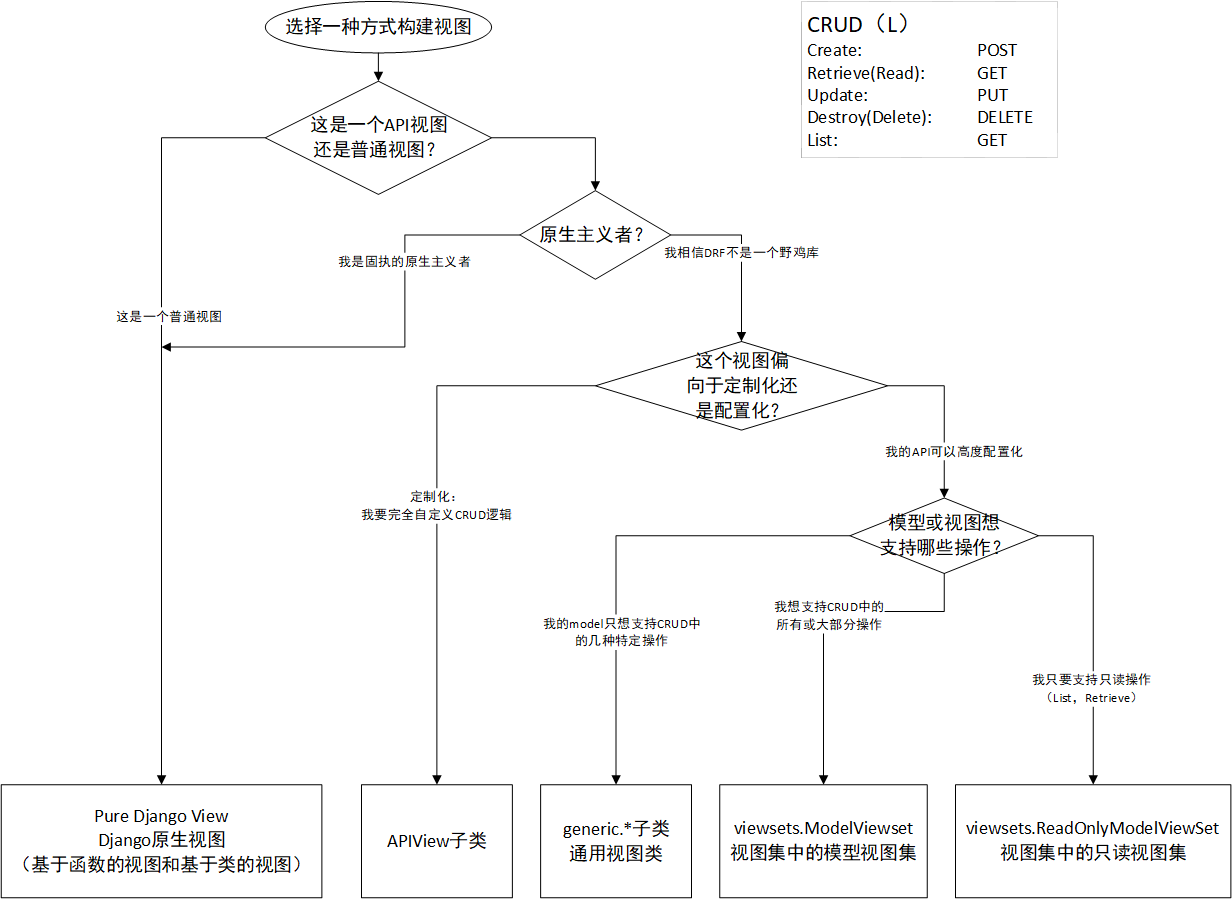 选择一种方式构建视图
CRUD（L）
Create: POST
Retrieve(Read): GET
Update: PUT
Destroy(Delete): DELETE
List: GET
这是一个API视图
还是普通视图？
原生主义者？
我是固执的原生主义者
我相信DRF不是一个野鸡库
这是一个普通视图
这个视图偏
向于定制化还
是配置化？
我的API可以高度配置化
定制化：
我要完全自定义CRUD逻辑
模型或视图想
支持哪些操作？
我的model只想支持CRUD中
的几种特定操作
我想支持CRUD中的
所有或大部分操作
我只要支持只读操作
（List，Retrieve）
Pure Django View
Django原生视图
（基于函数的视图和基于类的视图）
APIView子类
generic.*子类
通用视图类
viewsets.ModelViewset
视图集中的模型视图集
viewsets.ReadOnlyModelViewSet
视图集中的只读视图集